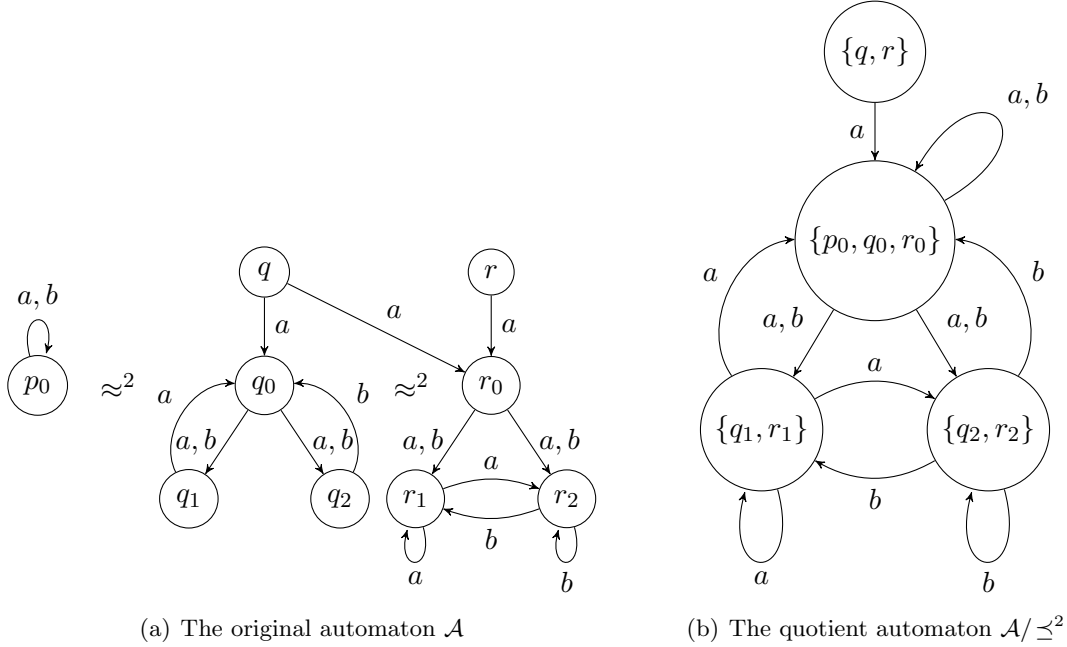 {q, r}
a
a, b
{p₀, q₀, r₀}
a
b
a, b
a, b
{q₁, r₁}
a
{q₂, r₂}
b
a
b
q
r
a, b
a
a
a
p₀
≈²
q₀
≈²
r₀
a
b
a, b
a, b
a, b
a, b
q₁
q₂
r₁
a
r₂
b
a
b
(a) The original automaton 𝒜
(b) The quotient automaton 𝒜/⪯²